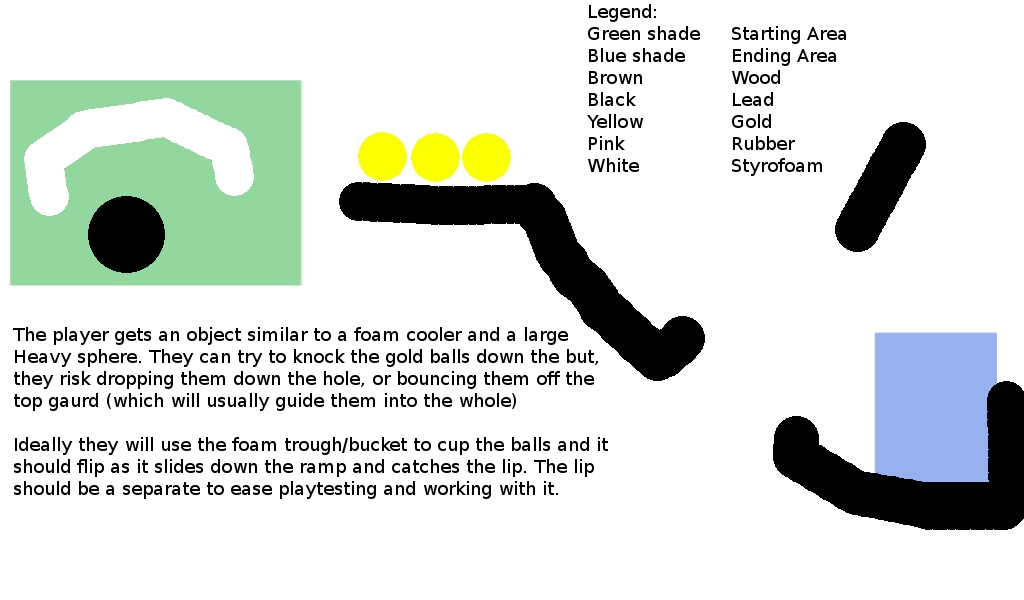 Legend:
Green shade Starting Area
Blue shade Ending Area
Brown Wood
Black Lead
Yellow Gold
Pink Rubber
White Styrofoam
The player gets an object similar to a foam cooler and a large
Heavy sphere. They can try to knock the gold balls down the but,
they risk dropping them down the hole, or bouncing them off the
top gaurd (which will usually guide them into the whole)
Ideally they will use the foam trough/bucket to cup the balls and it
should flip as it slides down the ramp and catches the lip. The lip
should be a separate to ease playtesting and working with it.